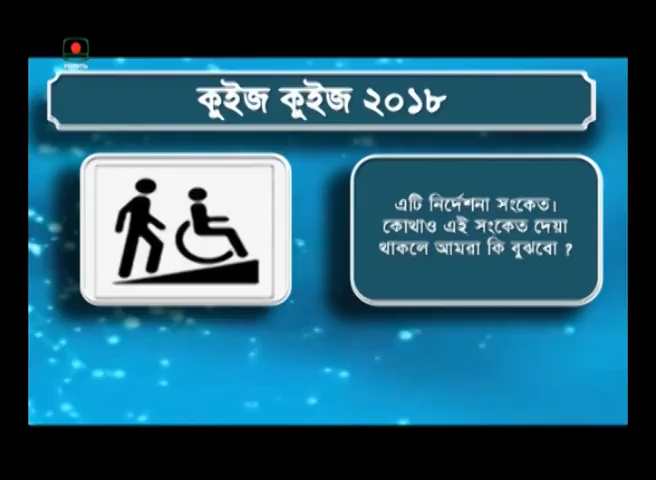 কুইজ কুইজ ২০১৮
এটি নির্দেশনা সংকেত।
কোথাও এই সংকেত দেয়া
থাকলে আমরা কি বুঝবো ?